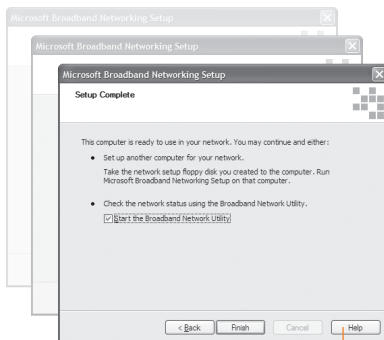 Microsoft Broadband Networking Setup
Microsoft Broadband Networking Setup
Microsoft Broadband Networking Setup
Setup Complete
This computer is ready to use in your network. You may continue and either:
• Set up another computer for your network.
Take the network setup floppy disk you created to the computer. Run
Microsoft Broadband Networking Setup on that computer.
• Check the network status using the Broadband Network Utility.
Start the Broadband Network Utility
< Back Finish Cancel Help